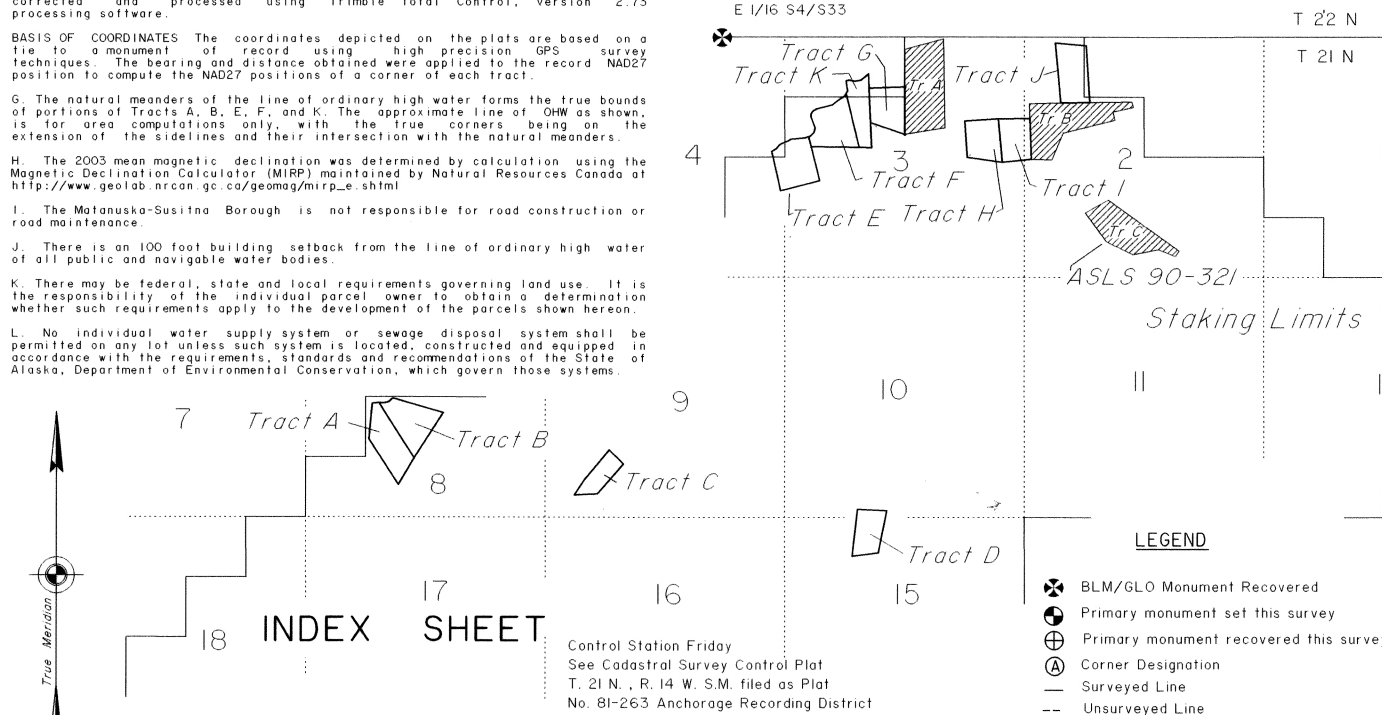 corrected and processed using Trimble Total Control, version 2.73
processing software.
BASIS OF COORDINATES The coordinates depicted on the plats are based on a
tie to a monument of record using high precision GPS survey
techniques. The bearing and distance obtained were applied to the record NAD27
position to compute the NAD27 positions of a corner of each tract.
G. The natural meanders of the line of ordinary high water forms the true bounds
of portions of Tracts A, B, E, F, and K. The approximate line of OHW as shown,
is for area computations only, with the true corners being on the
extension of the sidelines and their intersection with the natural meanders.
H. The 2003 mean magnetic declination was determined by calculation using the
Magnetic Declination Calculator (MIRP) maintained by Natural Resources Canada at
http://www.geolab.nrcan.gc.ca/geomag/mirp_e.shtml
I. The Matanuska-Susitna Borough is not responsible for road construction or
road maintenance.
J. There is an 100 foot building setback from the line of ordinary high water
of all public and navigable water bodies.
K. There may be federal, state and local requirements governing land use. It is
the responsibility of the individual parcel owner to obtain a determination
whether such requirements apply to the development of the parcels shown hereon.
L. No individual water supply system or sewage disposal system shall be
permitted on any lot unless such system is located, constructed and equipped in
accordance with the requirements, standards and recommendations of the State of
Alaska, Department of Environmental Conservation, which govern those systems.
E 1/16 S4/S33
T 22 N
T 21 N
Tract G
Tract K
Tr A
Tract J
Tr B
4
3
2
Tract F
Tract I
Tract E
Tract H
Tr C
ASLS 90-321
Staking Limits
7
Tract A
Tract B
8
9
Tract C
10
11
1
Tract D
17
16
15
18
True Meridian
INDEX SHEET
Control Station Friday
See Cadastral Survey Control Plat
T. 21 N. , R. 14 W. S.M. filed as Plat
No. 81-263 Anchorage Recording District
LEGEND
BLM/GLO Monument Recovered
Primary monument set this survey
Primary monument recovered this surve
A Corner Designation
Surveyed Line
Unsurveyed Line